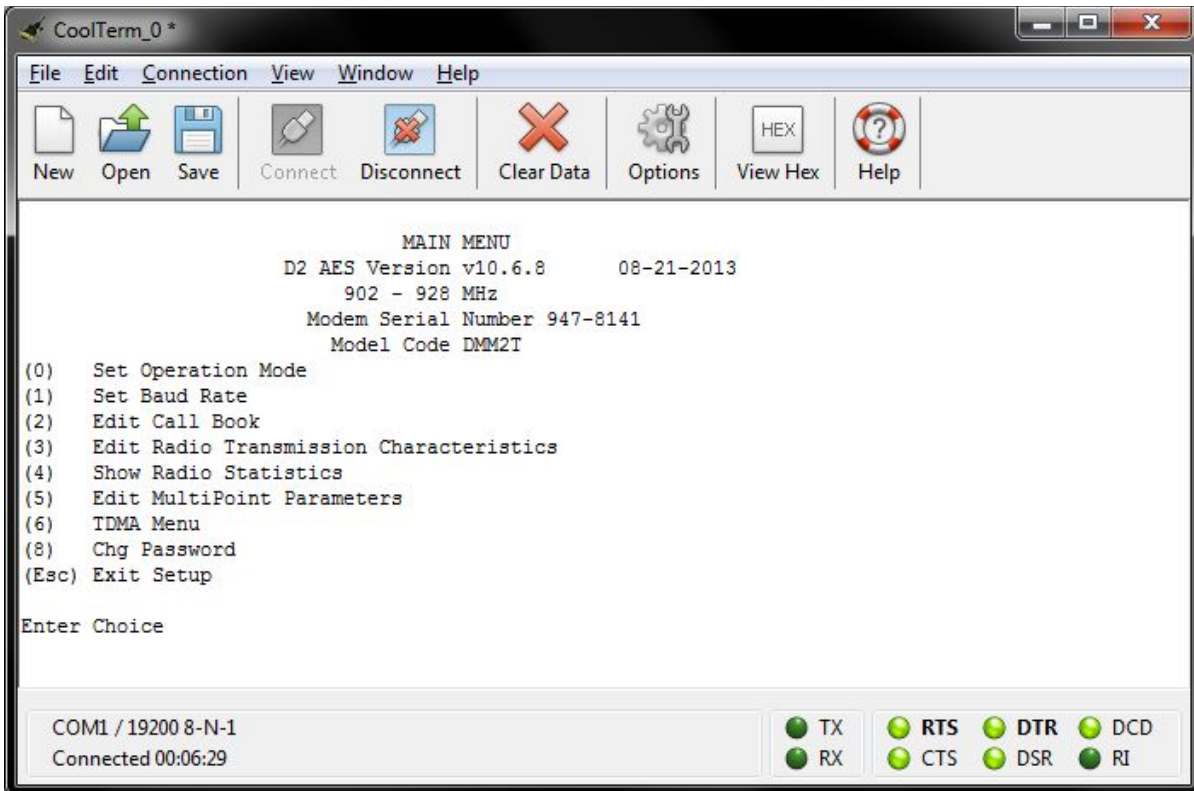 CoolTerm_0 *
File Edit Connection View Window Help
HEX
New Open Save Connect Disconnect Clear Data Options View Hex Help
MAIN MENU
D2 AES Version v10.6.8 08-21-2013
902 - 928 MHz
Modem Serial Number 947-8141
Model Code DMM2T
(0) Set Operation Mode
(1) Set Baud Rate
(2) Edit Call Book
(3) Edit Radio Transmission Characteristics
(4) Show Radio Statistics
(5) Edit MultiPoint Parameters
(6) TDMA Menu
(8) Chg Password
(Esc) Exit Setup
Enter Choice
COM1 / 19200 8-N-1 TX RTS DTR DCD
Connected 00:06:29 RX CTS DSR RI